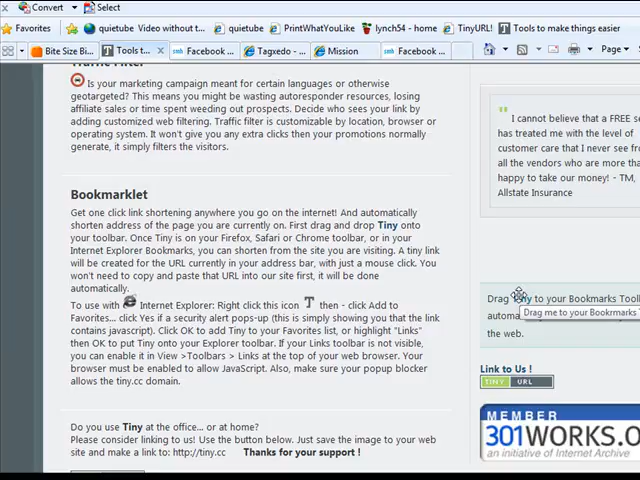 Convert Select
Favorites quietube Video without t... quietube PrintWhatYouLike lynch54 - home TinyURL! Tools to make things easier
Bite Size Bi... Tools t... Facebook ... Tagxedo - ... Mission Facebook ... Page
Traffic Filter
Is your marketing campaign meant for certain languages or otherwise
geotargeted? This means you might be wasting autoresponder resources, losing
affiliate sales or time spent weeding out prospects. Decide who sees your link by
adding customized web filtering. Traffic filter is customizable by location, browser or
operating system. It won't give you any extra clicks then your promotions normally
generate, it simply filters the visitors.
Bookmarklet
Get one click link shortening anywhere you go on the internet! And automatically
shorten address of the page you are currently on. First drag and drop Tiny onto
your toolbar. Once Tiny is on your Firefox, Safari or Chrome toolbar, or in your
Internet Explorer Bookmarks, you can shorten from the site you are visiting. A tiny link
will be created for the URL currently in your address bar, with just a mouse click. You
won't need to copy and paste that URL into our site first, it will be done
automatically.
To use with Internet Explorer: Right click this icon T then - click Add to
Favorites... click Yes if a security alert pops-up (this is simply showing you that the link
contains javascript). Click OK to add Tiny to your Favorites list, or highlight "Links"
then OK to put Tiny onto your Explorer toolbar. If your Links toolbar is not visible,
you can enable it in View >Toolbars > Links at the top of your web browser. Your
browser must be enabled to allow JavaScript. Also, make sure your popup blocker
allows the tiny.cc domain.
Do you use Tiny at the office... or at home?
Please consider linking to us! Use the button below. Just save the image to your web
site and make a link to: http://tiny.cc Thanks for your support !
" I cannot believe that a FREE se
has treated me with the level of
customer care that I never see fro
all the vendors who are more tha
happy to take our money! - TM,
Allstate Insurance
Drag Tiny to your Bookmarks Tool
automa
Drag me to your Bookmarks T
the web.
Link to Us !
TINY URL
MEMBER
301WORKS.O
an initiative of Internet Archive